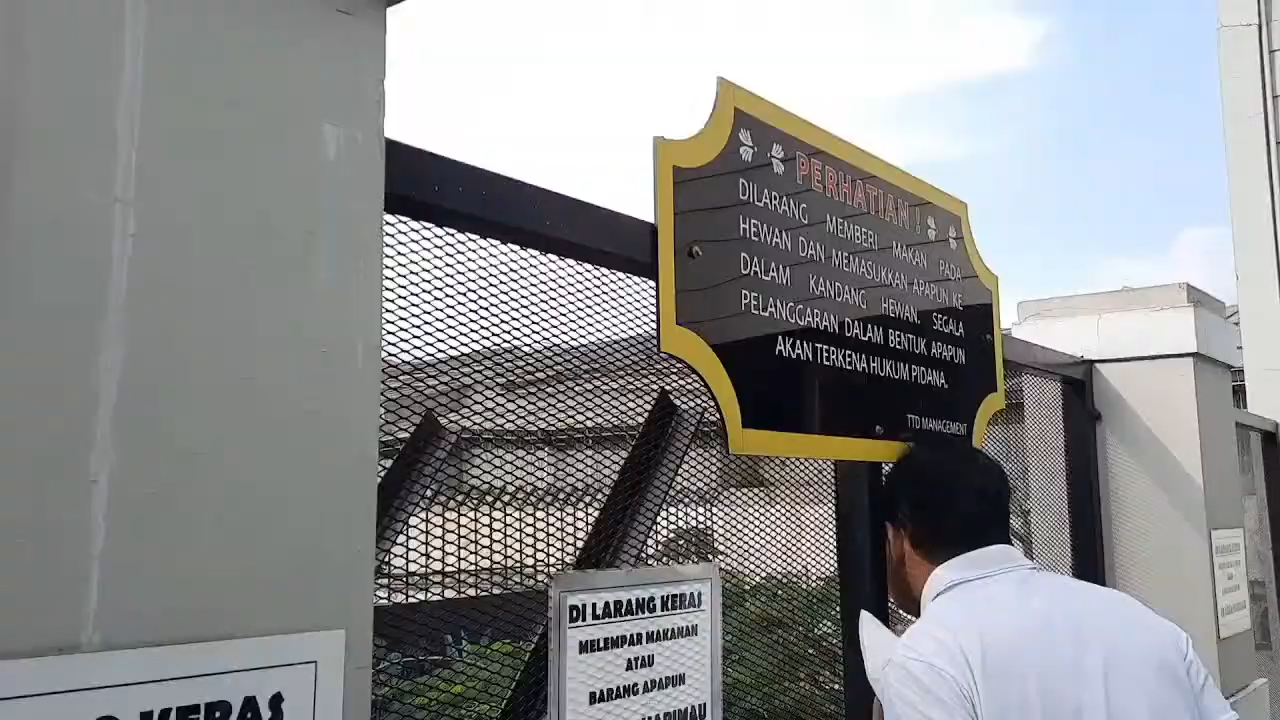 PERHATIAN !
DILARANG MEMBERI MAKAN PADA
HEWAN DAN MEMASUKKAN APAPUN KE
DALAM KANDANG HEWAN. SEGALA
PELANGGARAN DALAM BENTUK APAPUN
AKAN TERKENA HUKUM PIDANA.
TTD MANAGEMENT
DI LARANG KERAS
MELEMPAR MAKANAN
ATAU
BARANG APAPUN
HARIMAU
KERAS